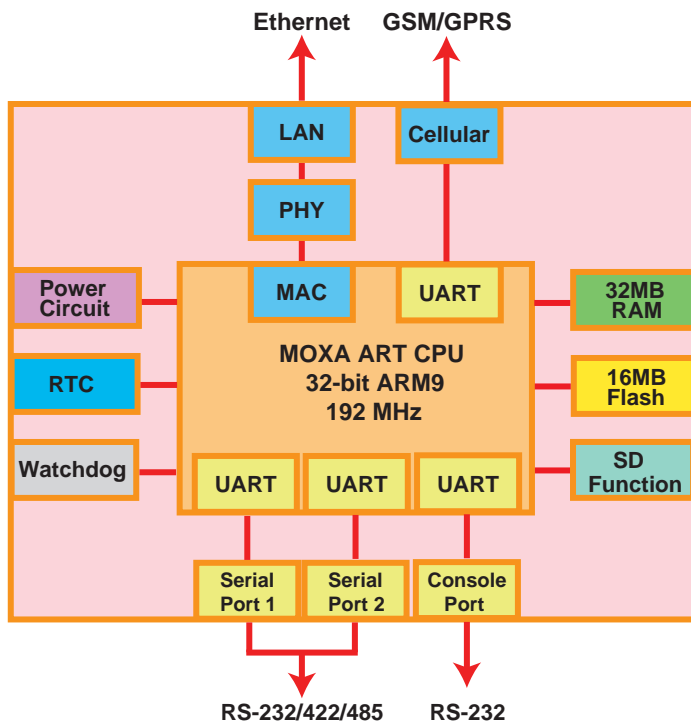 Ethernet
GSM/GPRS
LAN
Cellular
PHY
MAC
UART
Power
Circuit
32MB
RAM
MOXA ART CPU
32-bit ARM9
192 MHz
RTC
16MB
Flash
Watchdog
SD
Function
UART
UART
UART
Serial
Port 1
Serial
Port 2
Console
Port
RS-232/422/485
RS-232